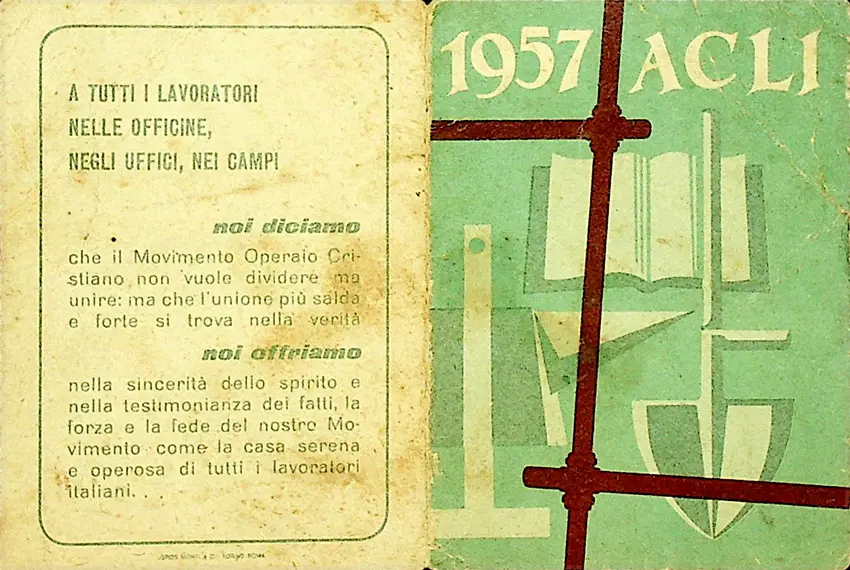 A TUTTI I LAVORATORI
NELLE OFFICINE,
NEGLI UFFICI, NEI CAMPI
noi diciamo
che il Movimento Operaio Cri-
stiano non vuole dividere ma
unire: ma che l'unione più salda
e forte si trova nella verità
noi offriamo
nella sincerità dello spirito e
nella testimonianza dei fatti, la
forza e la fede del nostro Mo-
vimento come la casa serena
e operosa di tutti i lavoratori
italiani. . .
ROMA
1957 ACLI